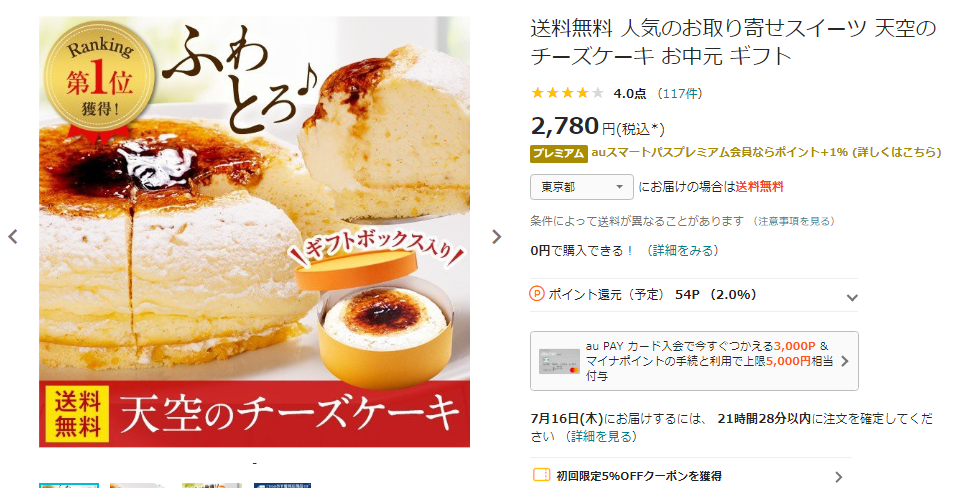 Ranking
第1位
獲得!
ふわ
とろ♪
ギフトボックス入り
送料
無料
天空のチーズケーキ
送料無料 人気のお取り寄せスイーツ 天空の
チーズケーキ お中元 ギフト
★★★★★ 4.0点 (117件)
2,780円(税込*)
プレミアム auスマートパスプレミアム会員ならポイント+1% (詳しくはこちら)
東京都 にお届けの場合は送料無料
条件によって送料が異なることがあります (注意事項を見る)
0円で購入できる! (詳細をみる)
P ポイント還元(予定) 54P (2.0%)
au PAY カード入会で今すぐつかえる3,000P &
マイナポイントの手続と利用で上限5,000円相当
付与
7月16日(木)にお届けするには、 21時間28分以内に注文を確定してくだ
さい (詳細を見る)
初回限定5%OFFクーポンを獲得